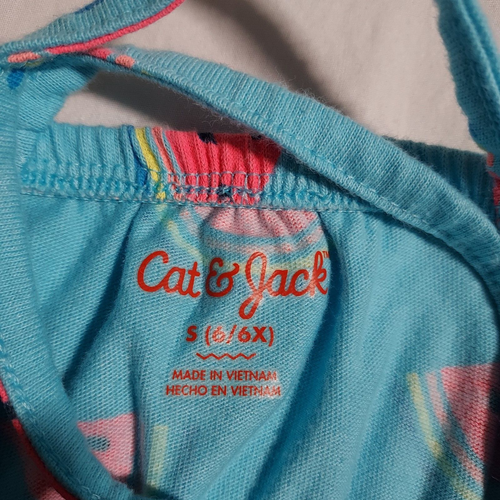 Cat & Jack™
S (6/6X)
MADE IN VIETNAM
HECHO EN VIETNAM